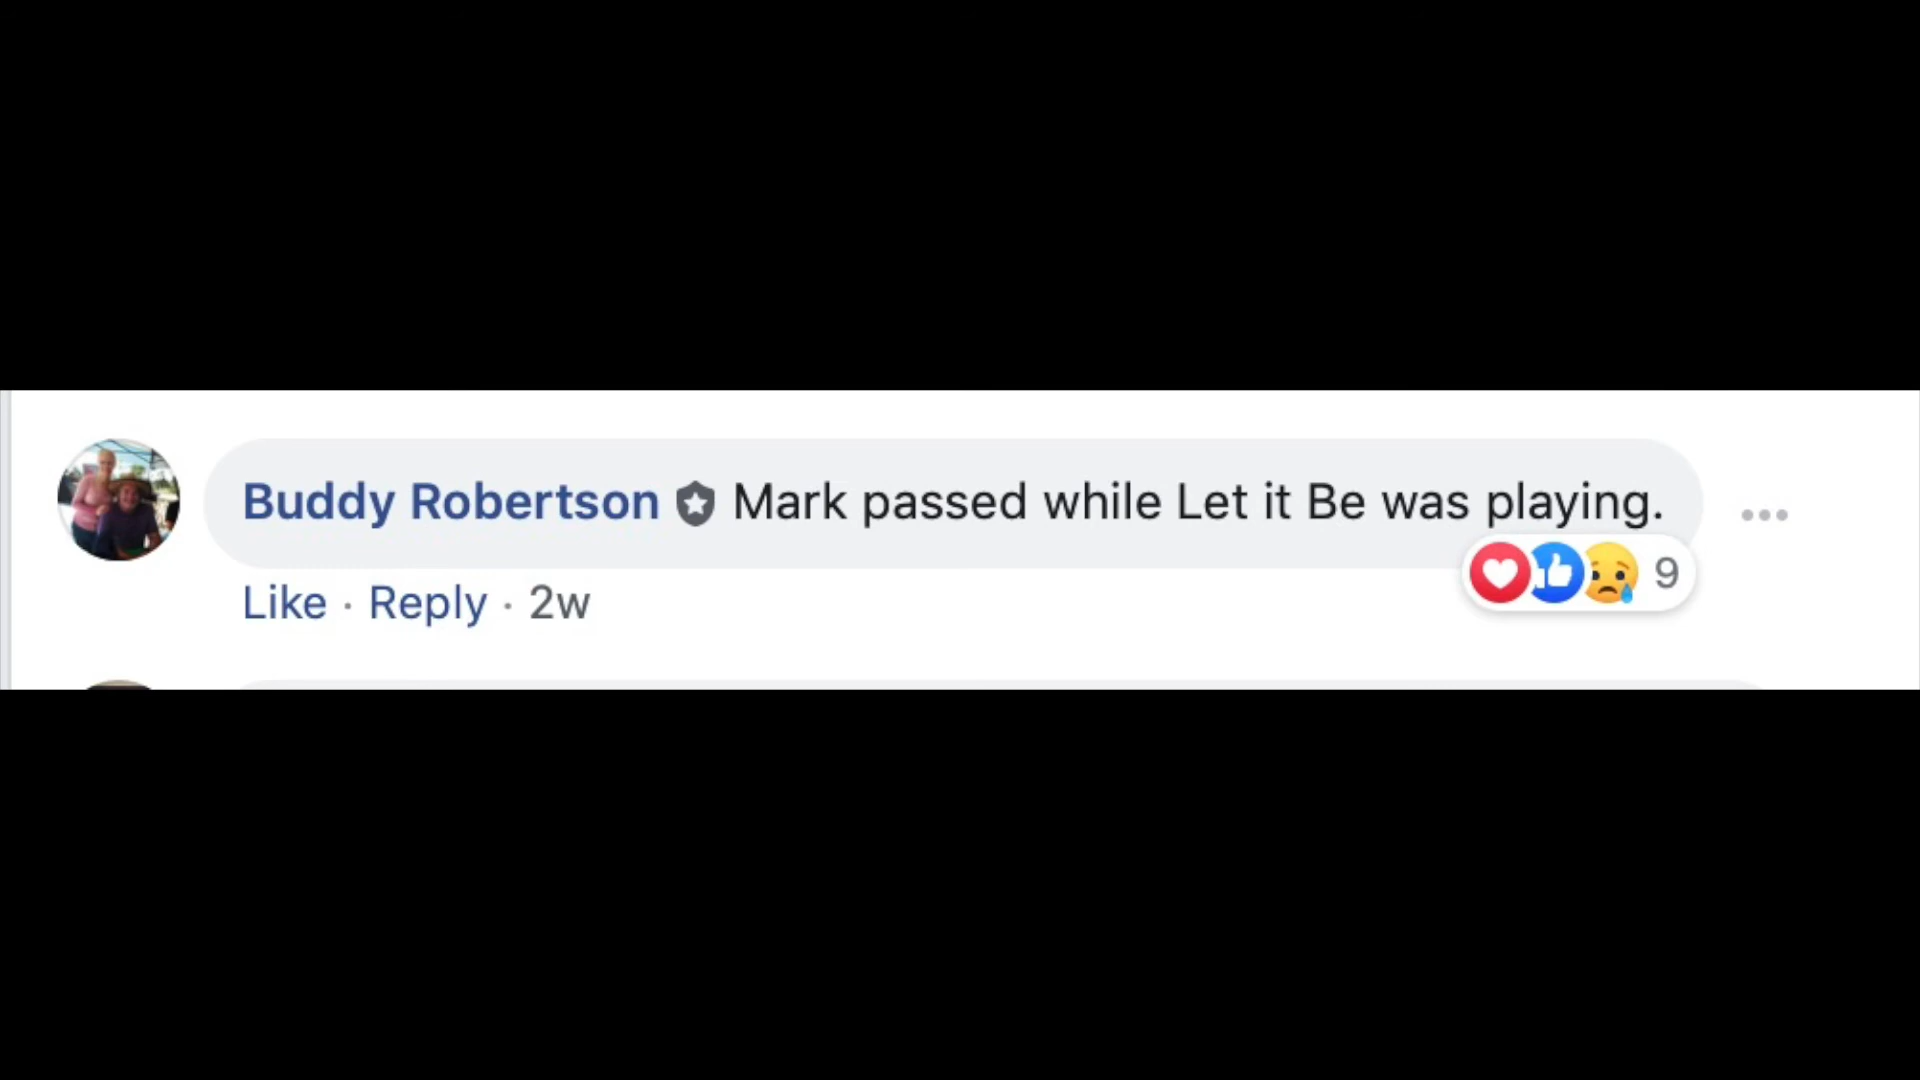 Buddy Robertson Mark passed while Let it Be was playing.
9
Like · Reply · 2w